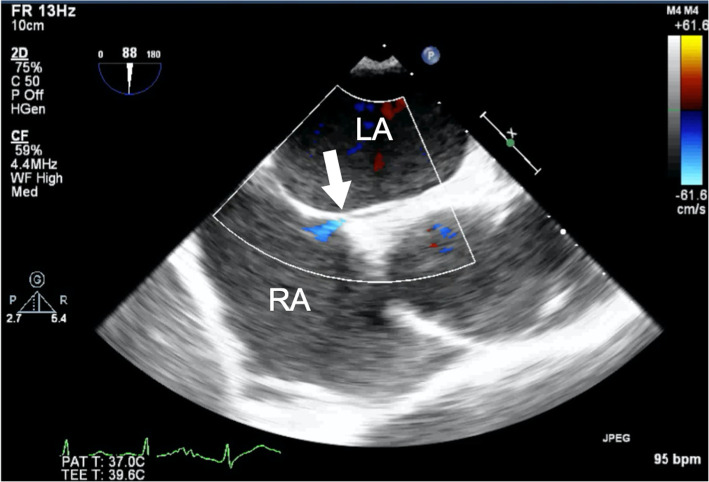 FR 13Hz
10cm
2D
75%
C 50
P Off
HGen
CF
59%
4.4MHz
WF High
Med
0 88 180
P
M4 M4
+61.6
-61.6
cm/s
x
LA
RA
G
P R
2.7 5.4
PAT T: 37.0C
TEE T: 39.6C
JPEG
95 bpm